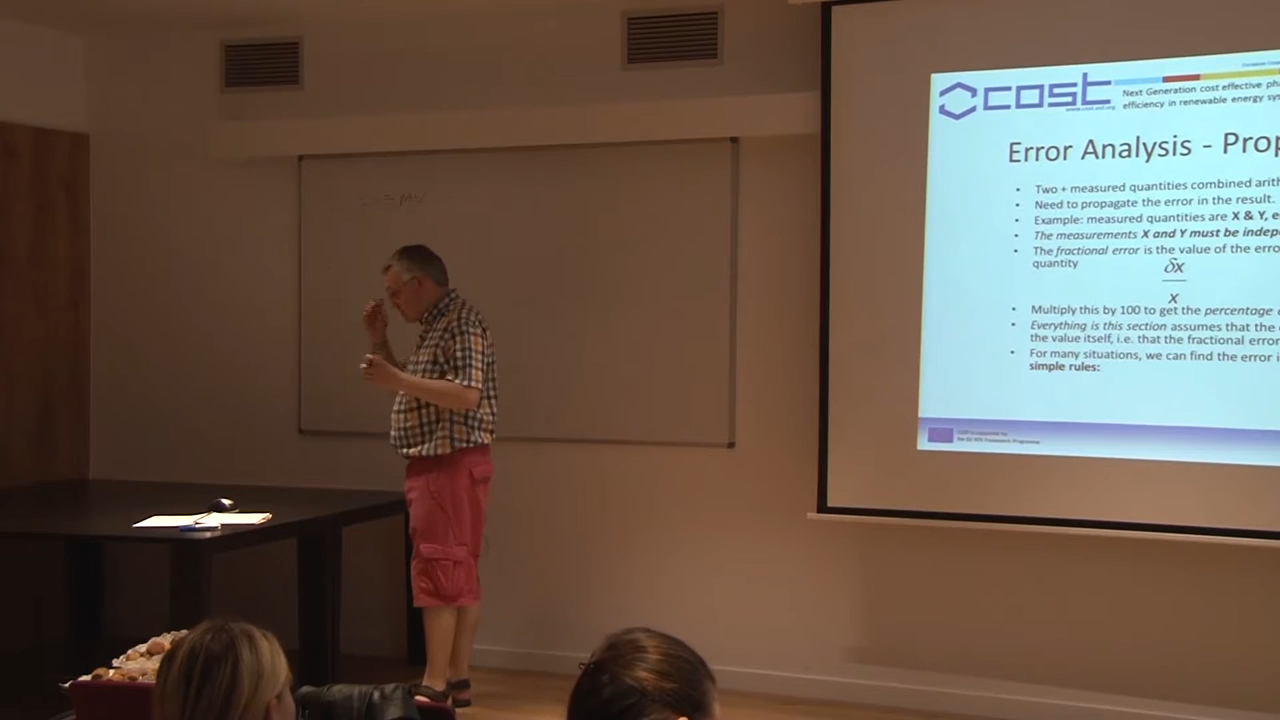 cost
Next Generation cost effective pha
efficiency in renewable energy sys
Error Analysis - Prop
• Two + measured quantities combined arith
• Need to propagate the error in the result.
• Example: measured quantities are X & Y, e
• The measurements X and Y must be indep
• The fractional error is the value of the erro
quantity
δx
x
• Multiply this by 100 to get the percentage e
• Everything is this section assumes that the e
the value itself, i.e. that the fractional error
• For many situations, we can find the error i
simple rules: